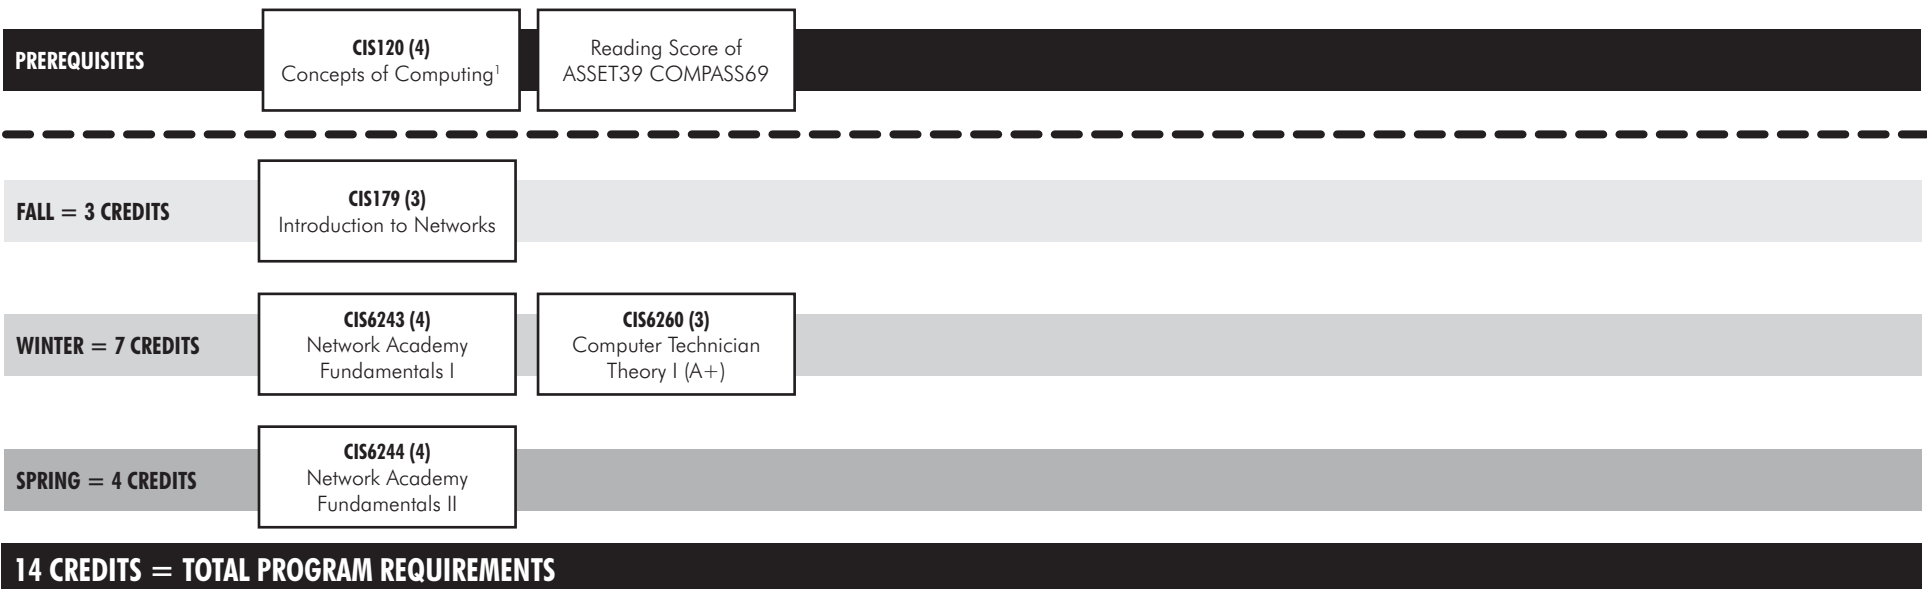 PREREQUISITES
CIS120 (4)
Concepts of Computing¹
Reading Score of
ASSET39 COMPASS69
FALL = 3 CREDITS
CIS179 (3)
Introduction to Networks
WINTER = 7 CREDITS
CIS6243 (4)
Network Academy
Fundamentals I
CIS6260 (3)
Computer Technician
Theory I (A+)
SPRING = 4 CREDITS
CIS6244 (4)
Network Academy
Fundamentals II
14 CREDITS = TOTAL PROGRAM REQUIREMENTS